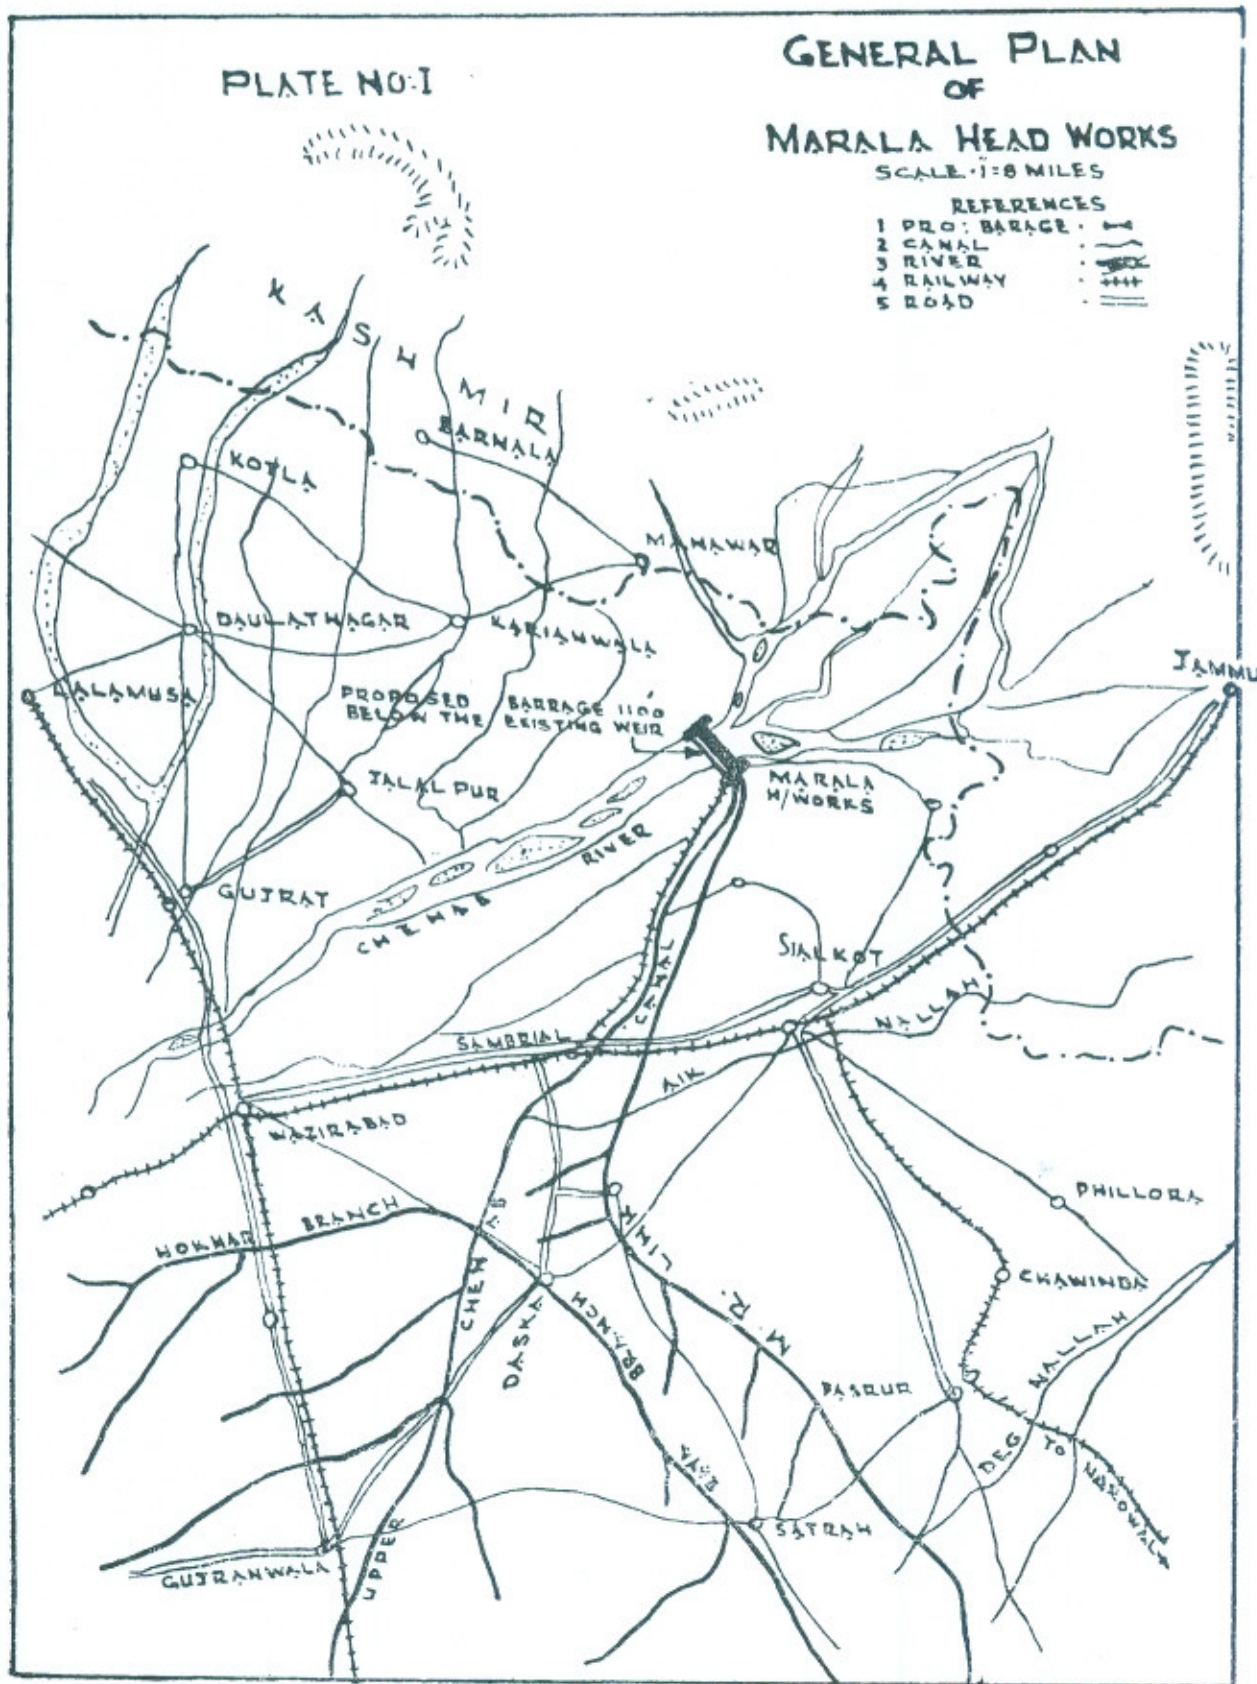 PLATE NO: I
GENERAL PLAN
OF
MARALA HEAD WORKS
SCALE · 1" = 8 MILES
REFERENCES
1 PRO: BARAGE ·
2 CANAL ·
3 RIVER ·
4 RAILWAY ·
5 ROAD ·
KASHMIR
BARNALA
KOTLA
MANAWAR
DAULATNAGAR
KARIANWALA
JAMMU
LALAMUSA
PROPOSED BARRAGE 1100'
BELOW THE EXISTING WEIR
JALALPUR
MARALA
H/WORKS
GUJRAT
CHENAB RIVER
CANAL
SIALKOT
NALLAH
SAMBRIAL
AIK
WAZIRABAD
PHILLORA
NOKHAR BRANCH
CHENAB
LINK
M.R.
CHAWINDA
DASKA
BRANCH
NALLAH
PASRUR
DEG
TO NAROWAL
SATRAH
GUJRANWALA
UPPER